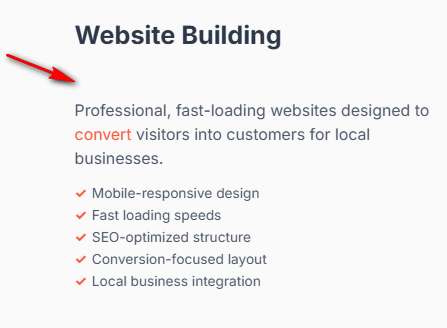 Website Building
Professional, fast-loading websites designed to
convert visitors into customers for local
businesses.
✓ Mobile-responsive design
✓ Fast loading speeds
✓ SEO-optimized structure
✓ Conversion-focused layout
✓ Local business integration